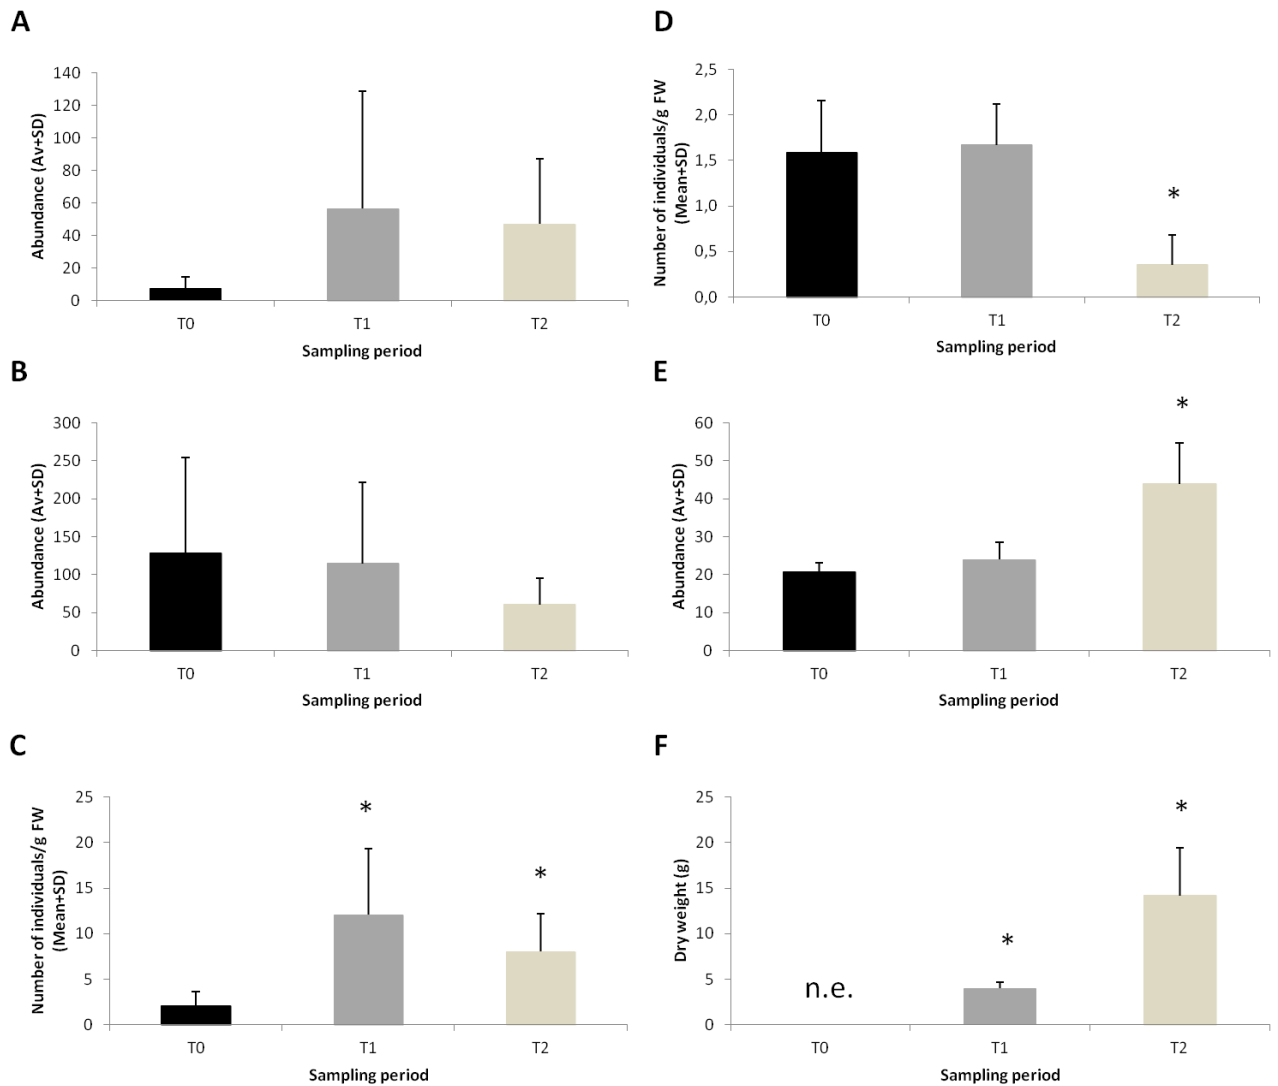 A
Abundance (Av+SD)
140
120
100
80
60
40
20
0
T0 T1 T2
Sampling period
B
Abundance (Av+SD)
300
250
200
150
100
50
0
T0 T1 T2
Sampling period
C
Number of individuals/g FW
(Mean+SD)
25
20
15
10
5
0
* *
T0 T1 T2
Sampling period
D
Number of individuals/g FW
(Mean+SD)
2,5
2,0
1,5
1,0
0,5
0,0
*
T0 T1 T2
Sampling period
E
Abundance (Av+SD)
60
50
40
30
20
10
0
*
T0 T1 T2
Sampling period
F
Dry weight (g)
25
20
15
10
5
0
n.e. * *
T0 T1 T2
Sampling period